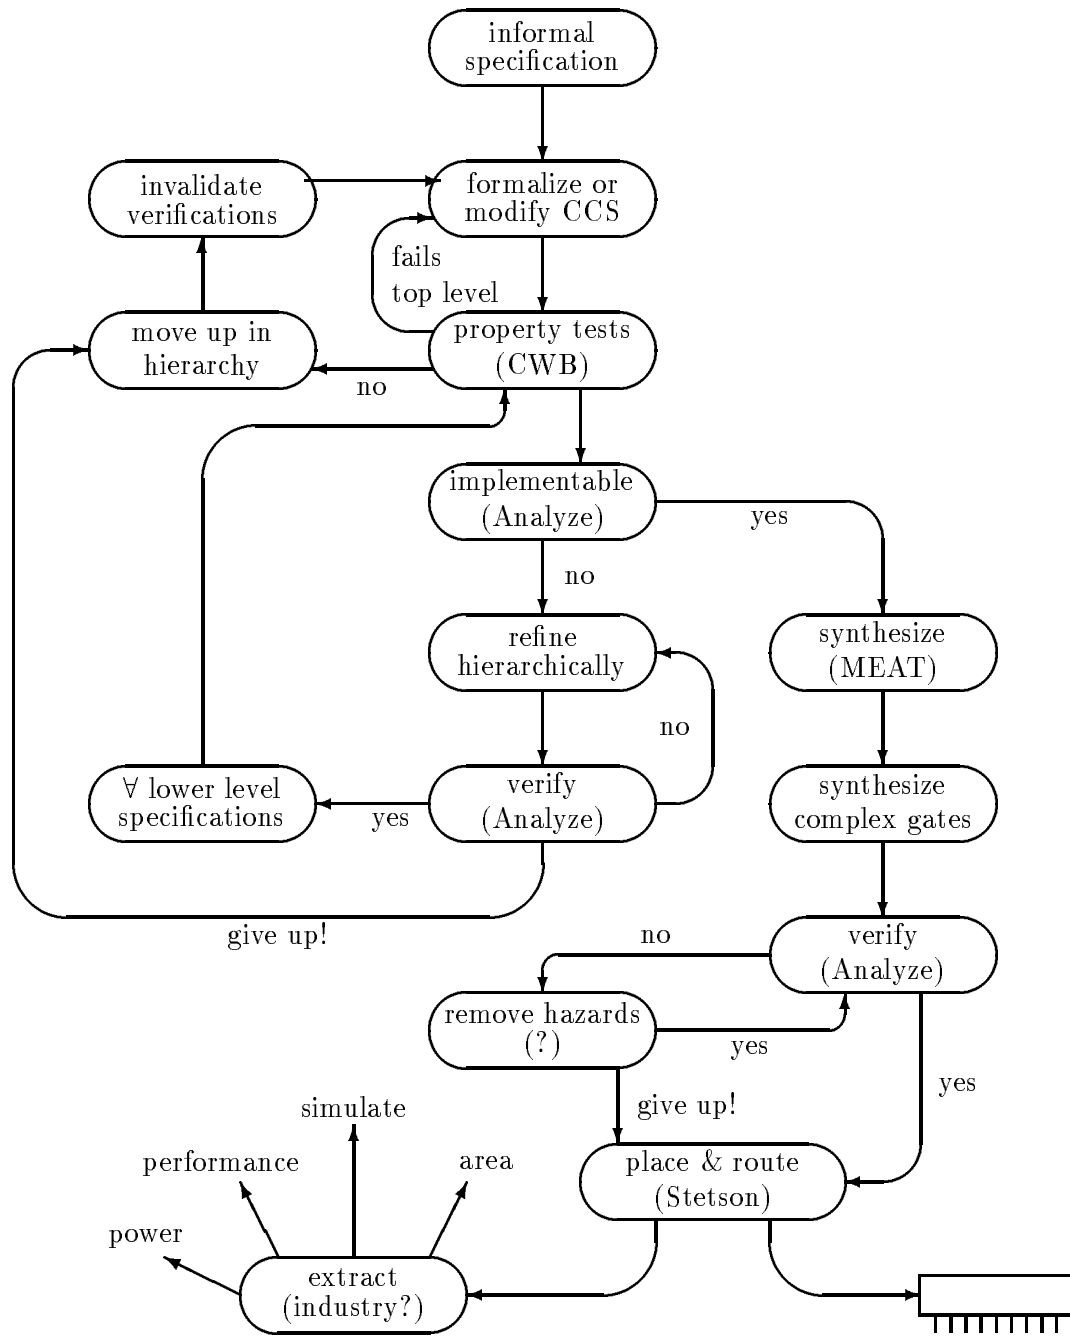 informal
specification
invalidate
verifications
formalize or
modify CCS
fails
top level
move up in
hierarchy
property tests
(CWB)
no
implementable
(Analyze)
yes
no
refine
hierarchically
synthesize
(MEAT)
no
∀ lower level
specifications
yes
verify
(Analyze)
synthesize
complex gates
give up!
no
verify
(Analyze)
remove hazards
(?)
yes
yes
give up!
simulate
performance
area
power
place & route
(Stetson)
extract
(industry?)